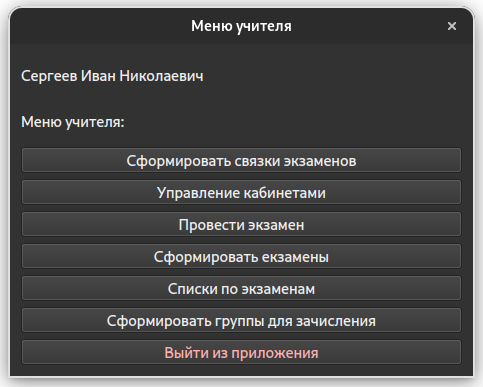 Меню учителя
Сергеев Иван Николаевич
Меню учителя:
Сформировать связки экзаменов
Управление кабинетами
Провести экзамен
Сформировать екзамены
Списки по экзаменам
Сформировать группы для зачисления
Выйти из приложения